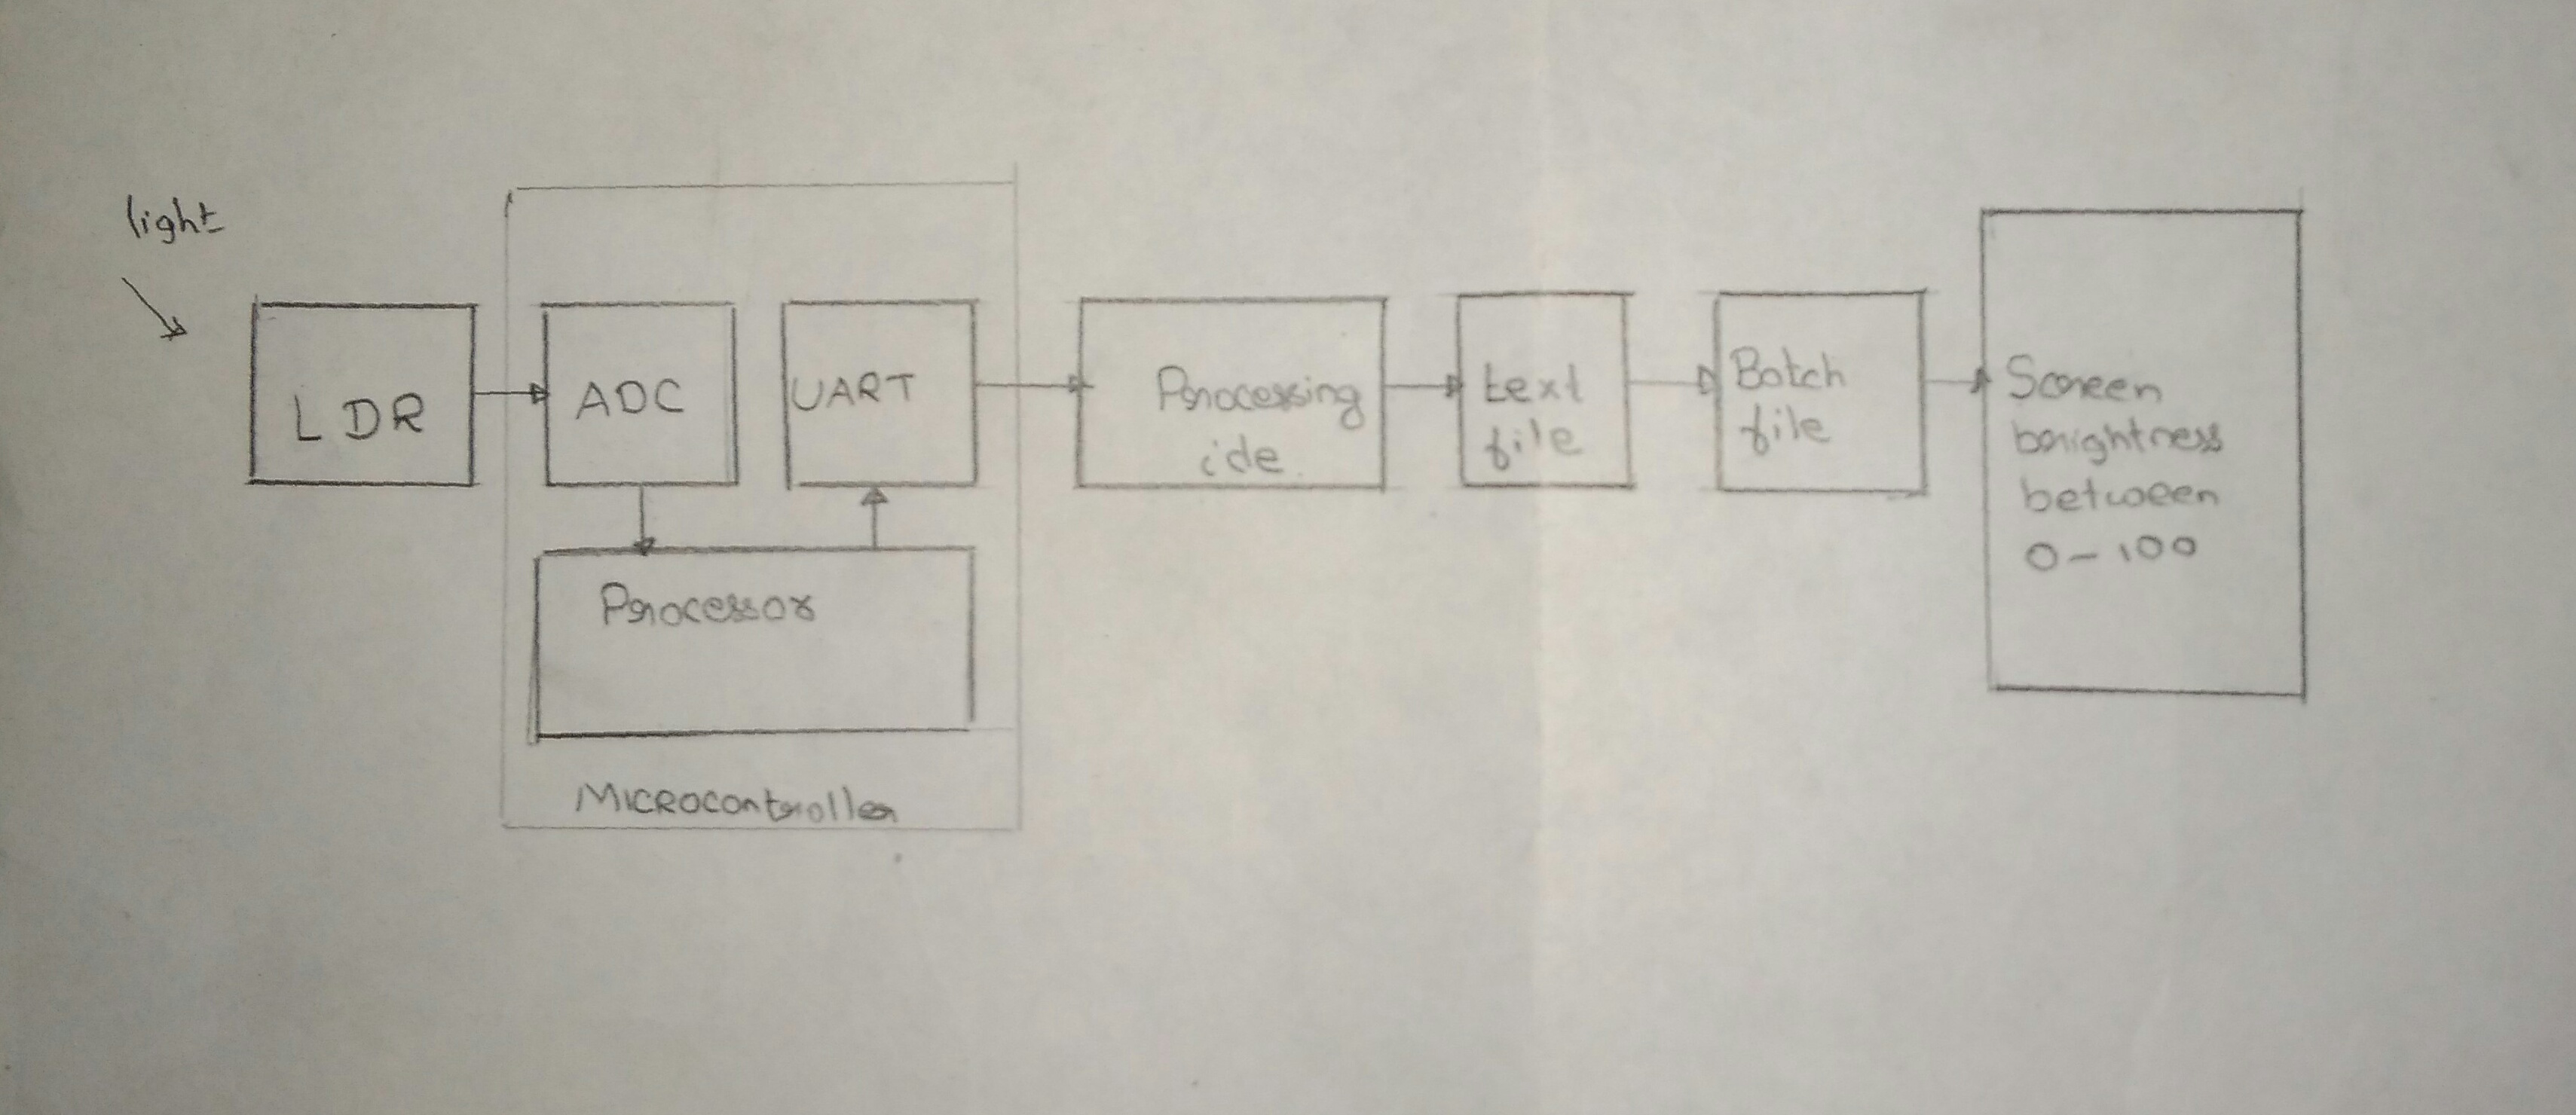 light
LDR
ADC
UART
Processing
ide
text
file
Batch
file
Screen
brightness
between
0-100
Processor
MICROcontroller